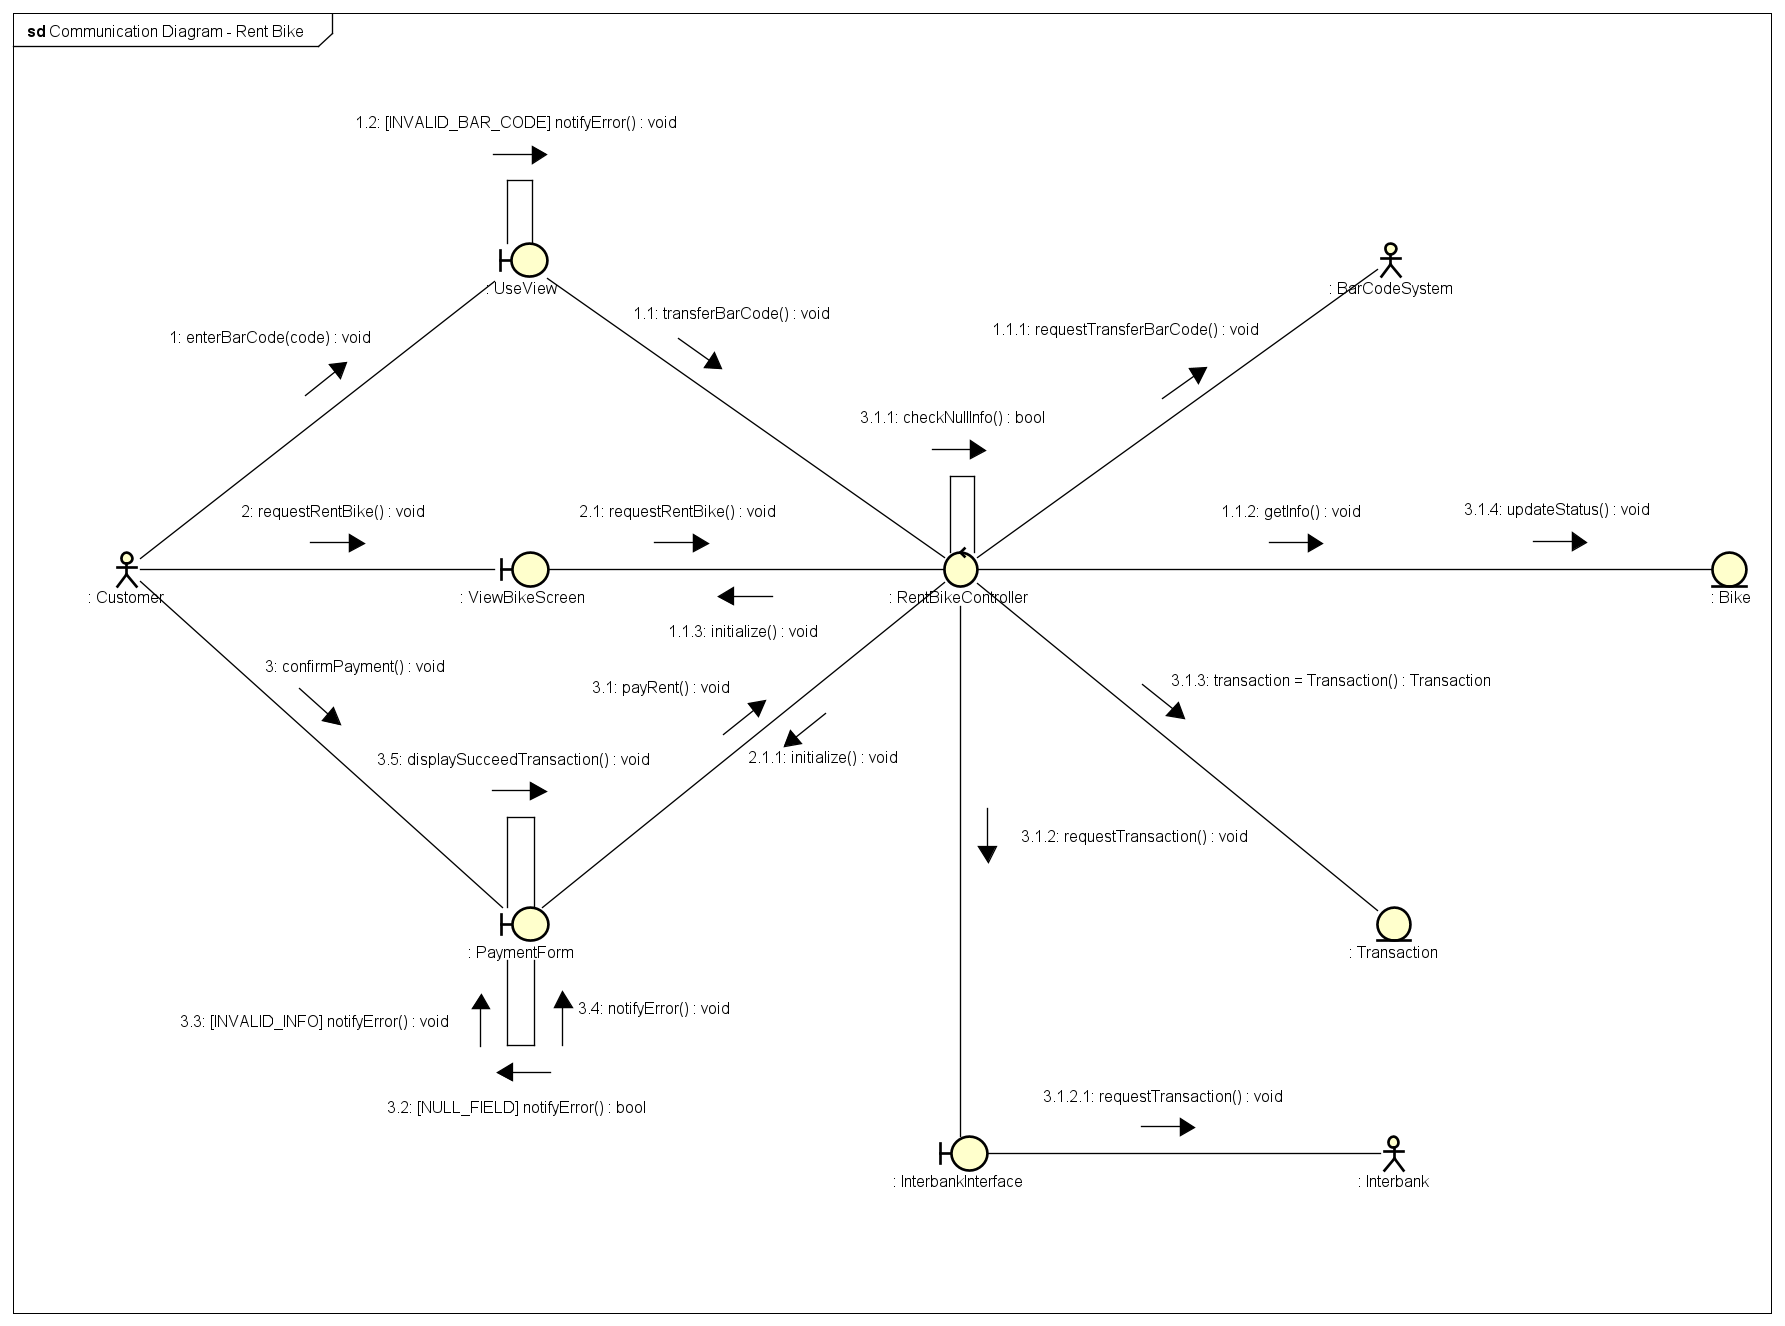 sd Communication Diagram - Rent Bike
1.2: [INVALID_BAR_CODE] notifyError() : void
: UseView
: BarCodeSystem
1.1: transferBarCode() : void
1.1.1: requestTransferBarCode() : void
1: enterBarCode(code) : void
3.1.1: checkNullInfo() : bool
2: requestRentBike() : void
2.1: requestRentBike() : void
1.1.2: getInfo() : void
3.1.4: updateStatus() : void
: Customer
: ViewBikeScreen
: RentBikeController
: Bike
1.1.3: initialize() : void
3: confirmPayment() : void
3.1: payRent() : void
3.1.3: transaction = Transaction() : Transaction
3.5: displaySucceedTransaction() : void
2.1.1: initialize() : void
3.1.2: requestTransaction() : void
: PaymentForm
: Transaction
3.3: [INVALID_INFO] notifyError() : void
3.4: notifyError() : void
3.2: [NULL_FIELD] notifyError() : bool
3.1.2.1: requestTransaction() : void
: InterbankInterface
: Interbank